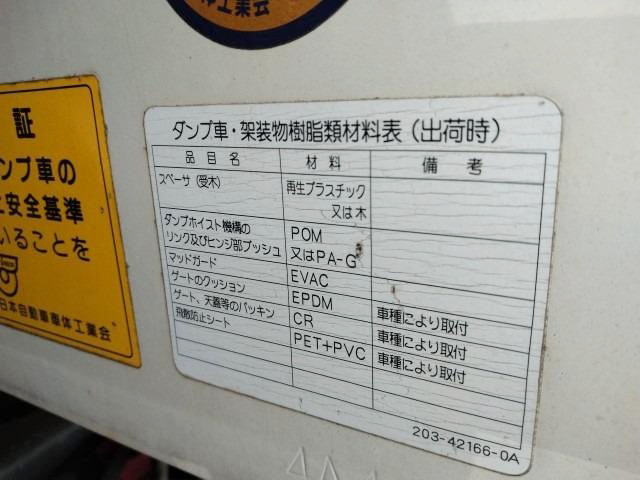 体工業会
証
ンプ車の
安全基準
いることを
日本自動車車体工業会
ダンプ車・架装物樹脂類材料表(出荷時)
品目名 材料 備考
スペーサ(受木) 再生プラスチック
又は木
ダンプホイスト機構の POM
リンク及びヒンジ部ブッシュ 又はPA-G
マッドガード EVAC
ゲートのクッション EPDM 車種により取付
ゲート、天蓋等のパッキン CR 車種により取付
飛散防止シート PET+PVC 車種により取付
203-42166-0A